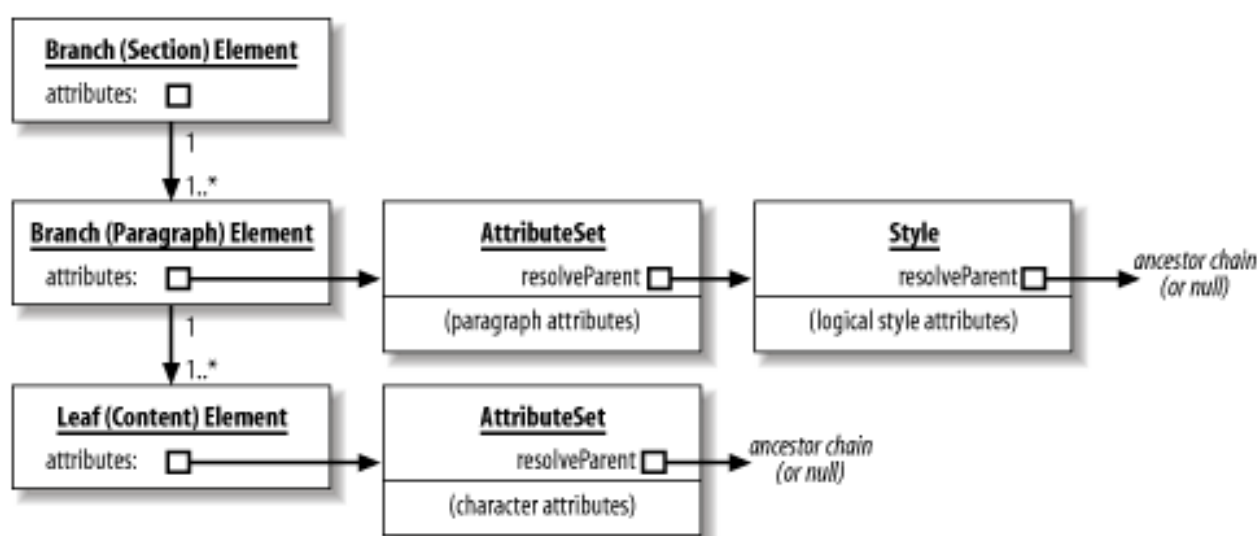 Branch (Section) Element
attributes:
1
1..*
Branch (Paragraph) Element
attributes:
AttributeSet
resolveParent
(paragraph attributes)
Style
resolveParent
(logical style attributes)
ancestor chain
(or null)
1
1..*
Leaf (Content) Element
attributes:
AttributeSet
resolveParent
(character attributes)
ancestor chain
(or null)